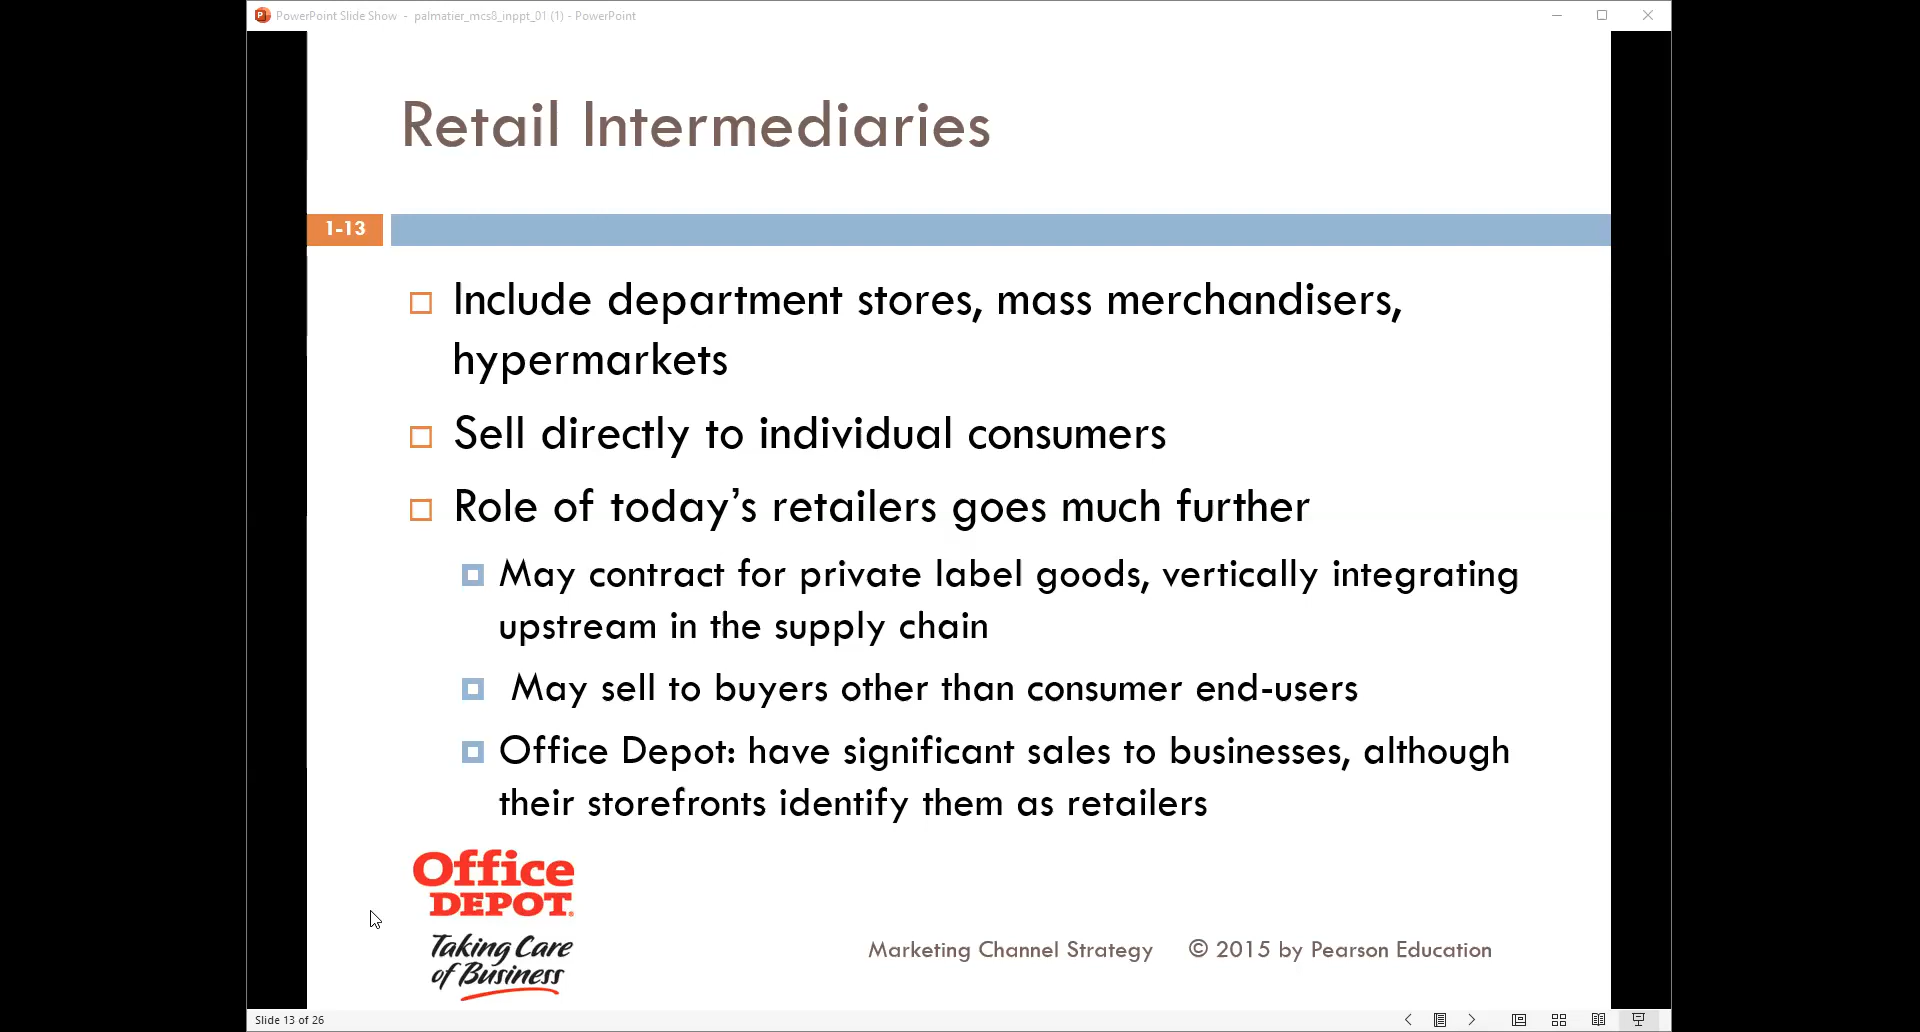 PowerPoint Slide Show - palmatier_mcs8_inppt_01 (1) - PowerPoint
Retail Intermediaries
1-13
Include department stores, mass merchandisers,
hypermarkets
Sell directly to individual consumers
Role of today’s retailers goes much further
May contract for private label goods, vertically integrating
upstream in the supply chain
May sell to buyers other than consumer end-users
Office Depot: have significant sales to businesses, although
their storefronts identify them as retailers
Office
DEPOT.
Taking Care
of Business
Marketing Channel Strategy © 2015 by Pearson Education
Slide 13 of 26